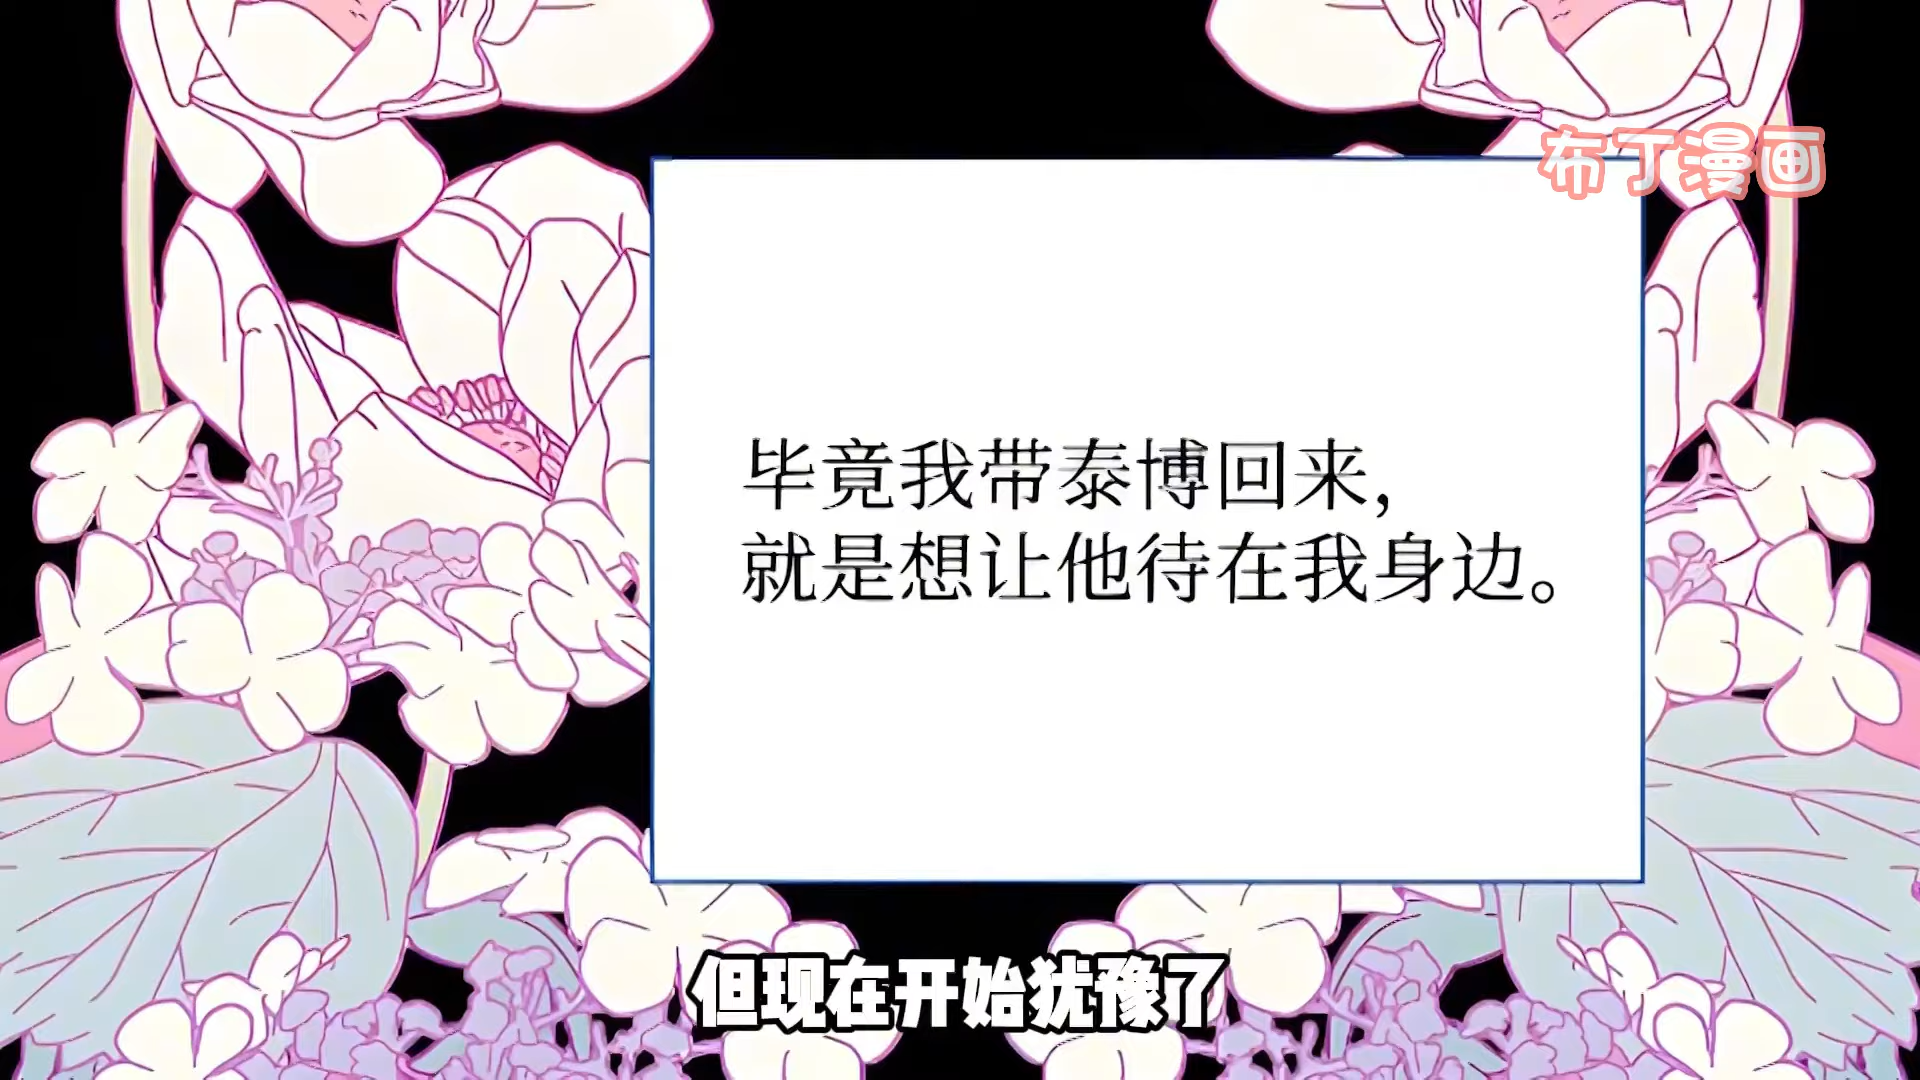 布丁漫画
毕竟我带泰博回来，
就是想让他待在我身边。
但现在开始犹豫了